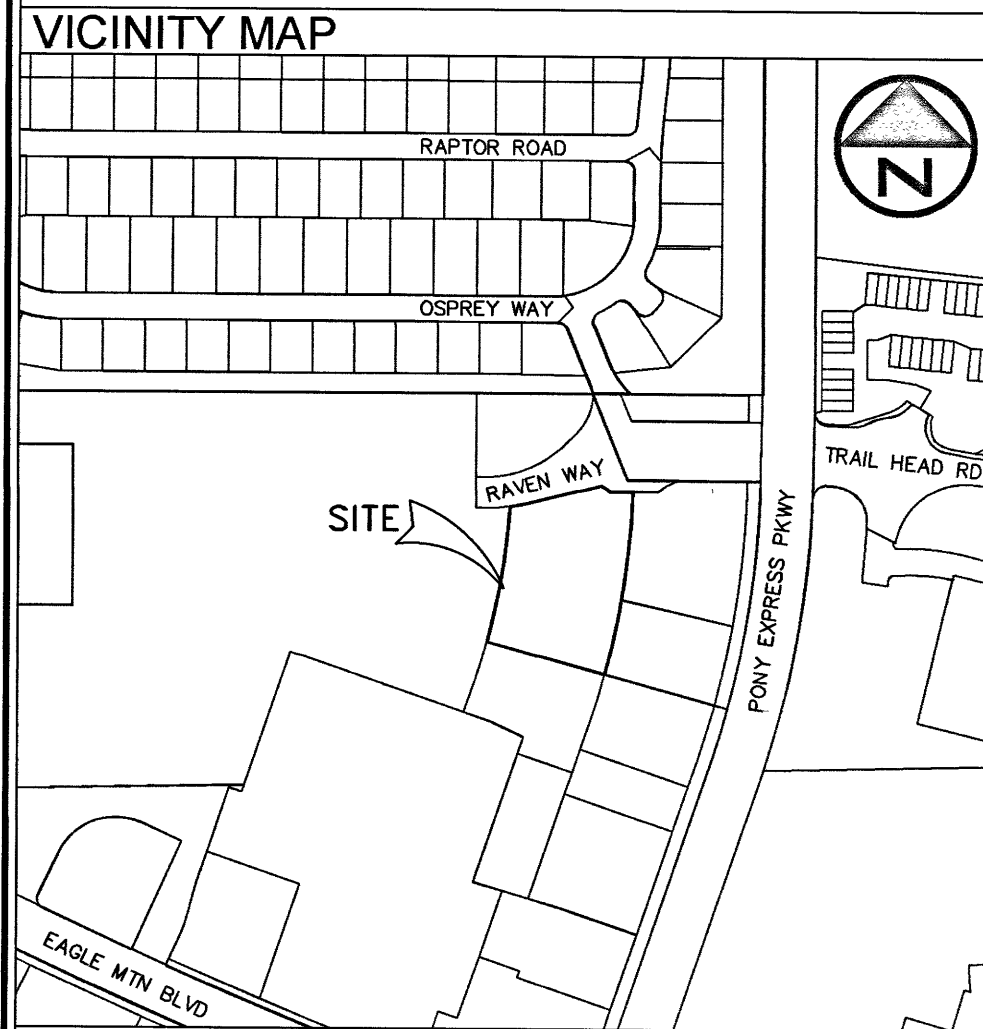 VICINITY MAP
RAPTOR ROAD
N
OSPREY WAY
TRAIL HEAD RD
RAVEN WAY
SITE
PONY EXPRESS PKWY
EAGLE MTN BLVD